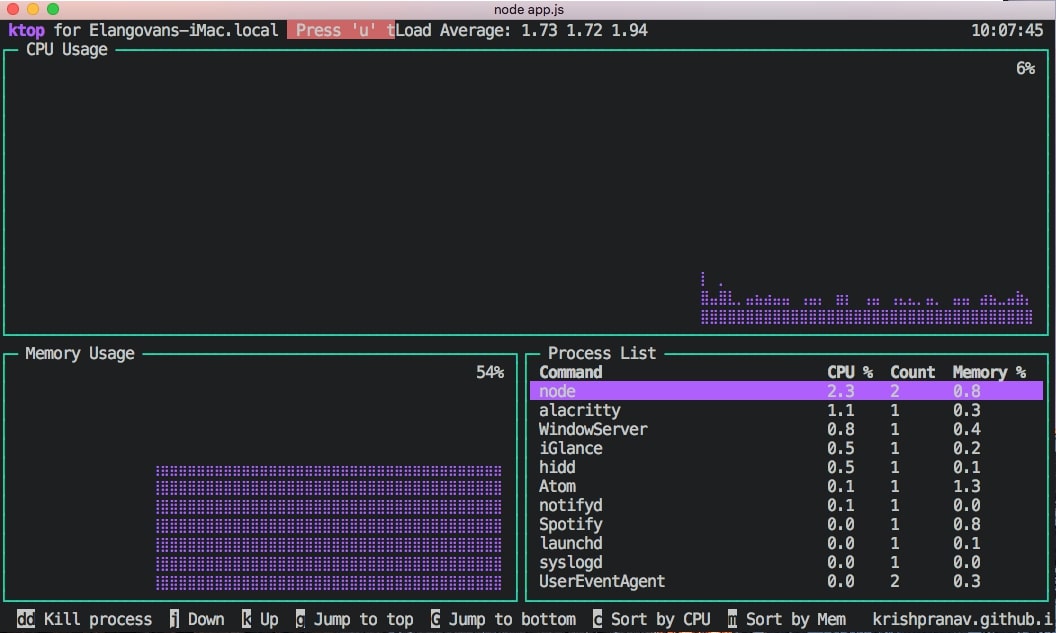 node app.js
ktop for Elangovans-iMac.local Press 'u' tLoad Average: 1.73 1.72 1.94 10:07:45
CPU Usage
6%
Memory Usage
54%
Process List
Command CPU % Count Memory %
node 2.3 2 0.8
alacritty 1.1 1 0.3
WindowServer 0.8 1 0.4
iGlance 0.5 1 0.2
hidd 0.5 1 0.1
Atom 0.1 1 1.3
notifyd 0.1 1 0.0
Spotify 0.0 1 0.8
launchd 0.0 1 0.1
syslogd 0.0 1 0.0
UserEventAgent 0.0 2 0.3
dd Kill process j Down k Up g Jump to top G Jump to bottom c Sort by CPU m Sort by Mem krishpranav.github.i